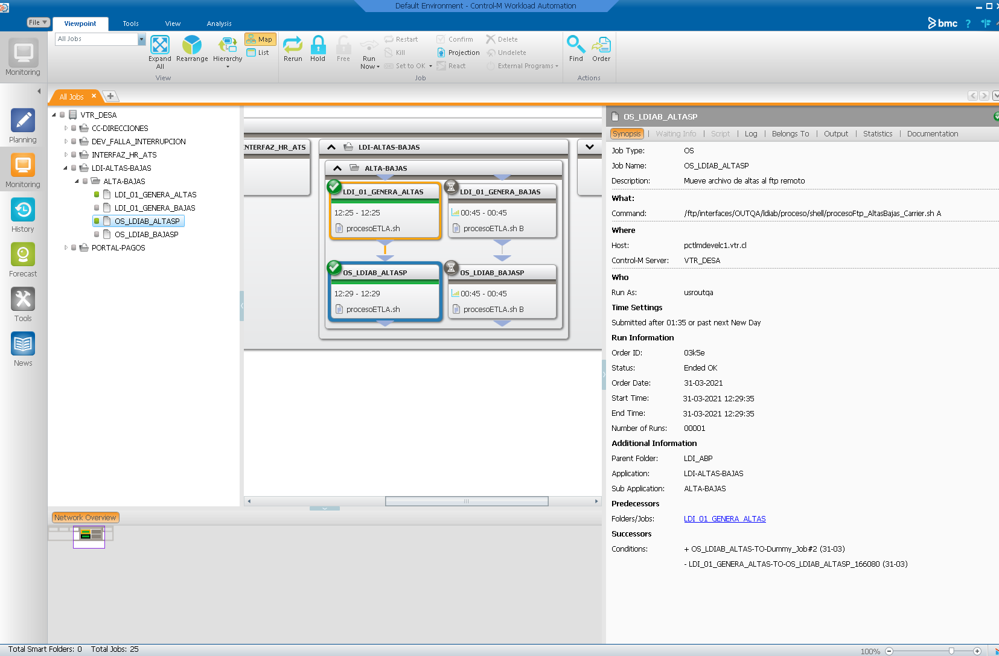 Default Environment - Control-M Workload Automation
File
Viewpoint
Tools
View
Analysis
bmc
?
All Jobs
Expand All
Rearrange
Hierarchy
Map
List
View
Rerun
Hold
Free
Run Now
Restart
Kill
Set to OK
Confirm
Projection
React
Delete
Undelete
External Programs
Job
Find
Order
Actions
Monitoring
Planning
Monitoring
History
Forecast
Tools
News
All Jobs
VTR_DESA
CC-DIRECCIONES
DEV_FALLA_INTERRUPCION
INTERFAZ_HR_ATS
LDI-ALTAS-BAJAS
ALTA-BAJAS
LDI_01_GENERA_ALTAS
LDI_01_GENERA_BAJAS
OS_LDIAB_ALTASP
OS_LDIAB_BAJASP
PORTAL-PAGOS
INTERFAZ_HR_ATS
LDI-ALTAS-BAJAS
ALTA-BAJAS
LDI_01_GENERA_ALTAS
12:25 - 12:25
procesoETLA.sh
LDI_01_GENERA_BAJAS
00:45 - 00:45
procesoETLA.sh B
OS_LDIAB_ALTASP
12:29 - 12:29
procesoETLA.sh
OS_LDIAB_BAJASP
00:45 - 00:45
procesoETLA.sh B
Network Overview
OS_LDIAB_ALTASP
Synopsis | Waiting Info | Script | Log | Belongs To | Output | Statistics | Documentation
Job Type: OS
Job Name: OS_LDIAB_ALTASP
Description: Mueve archivo de altas al ftp remoto
What:
Command: /ftp/interfaces/OUTQA/ldiab/proceso/shell/procesoFtp_AltasBajas_Carrier.sh A
Where
Host: pctlmdevelc1.vtr.cl
Control-M Server: VTR_DESA
Who
Run As: usroutqa
Time Settings
Submitted after 01:35 or past next New Day
Run Information
Order ID: 03k5e
Status: Ended OK
Order Date: 31-03-2021
Start Time: 31-03-2021 12:29:35
End Time: 31-03-2021 12:29:35
Number of Runs: 00001
Additional Information
Parent Folder: LDI_ABP
Application: LDI-ALTAS-BAJAS
Sub Application: ALTA-BAJAS
Predecessors
Folders/Jobs: LDI_01_GENERA_ALTAS
Successors
Conditions: + OS_LDIAB_ALTAS-TO-Dummy_Job#2 (31-03)
- LDI_01_GENERA_ALTAS-TO-OS_LDIAB_ALTASP_166080 (31-03)
Total Smart Folders: 0 Total Jobs: 25
100%